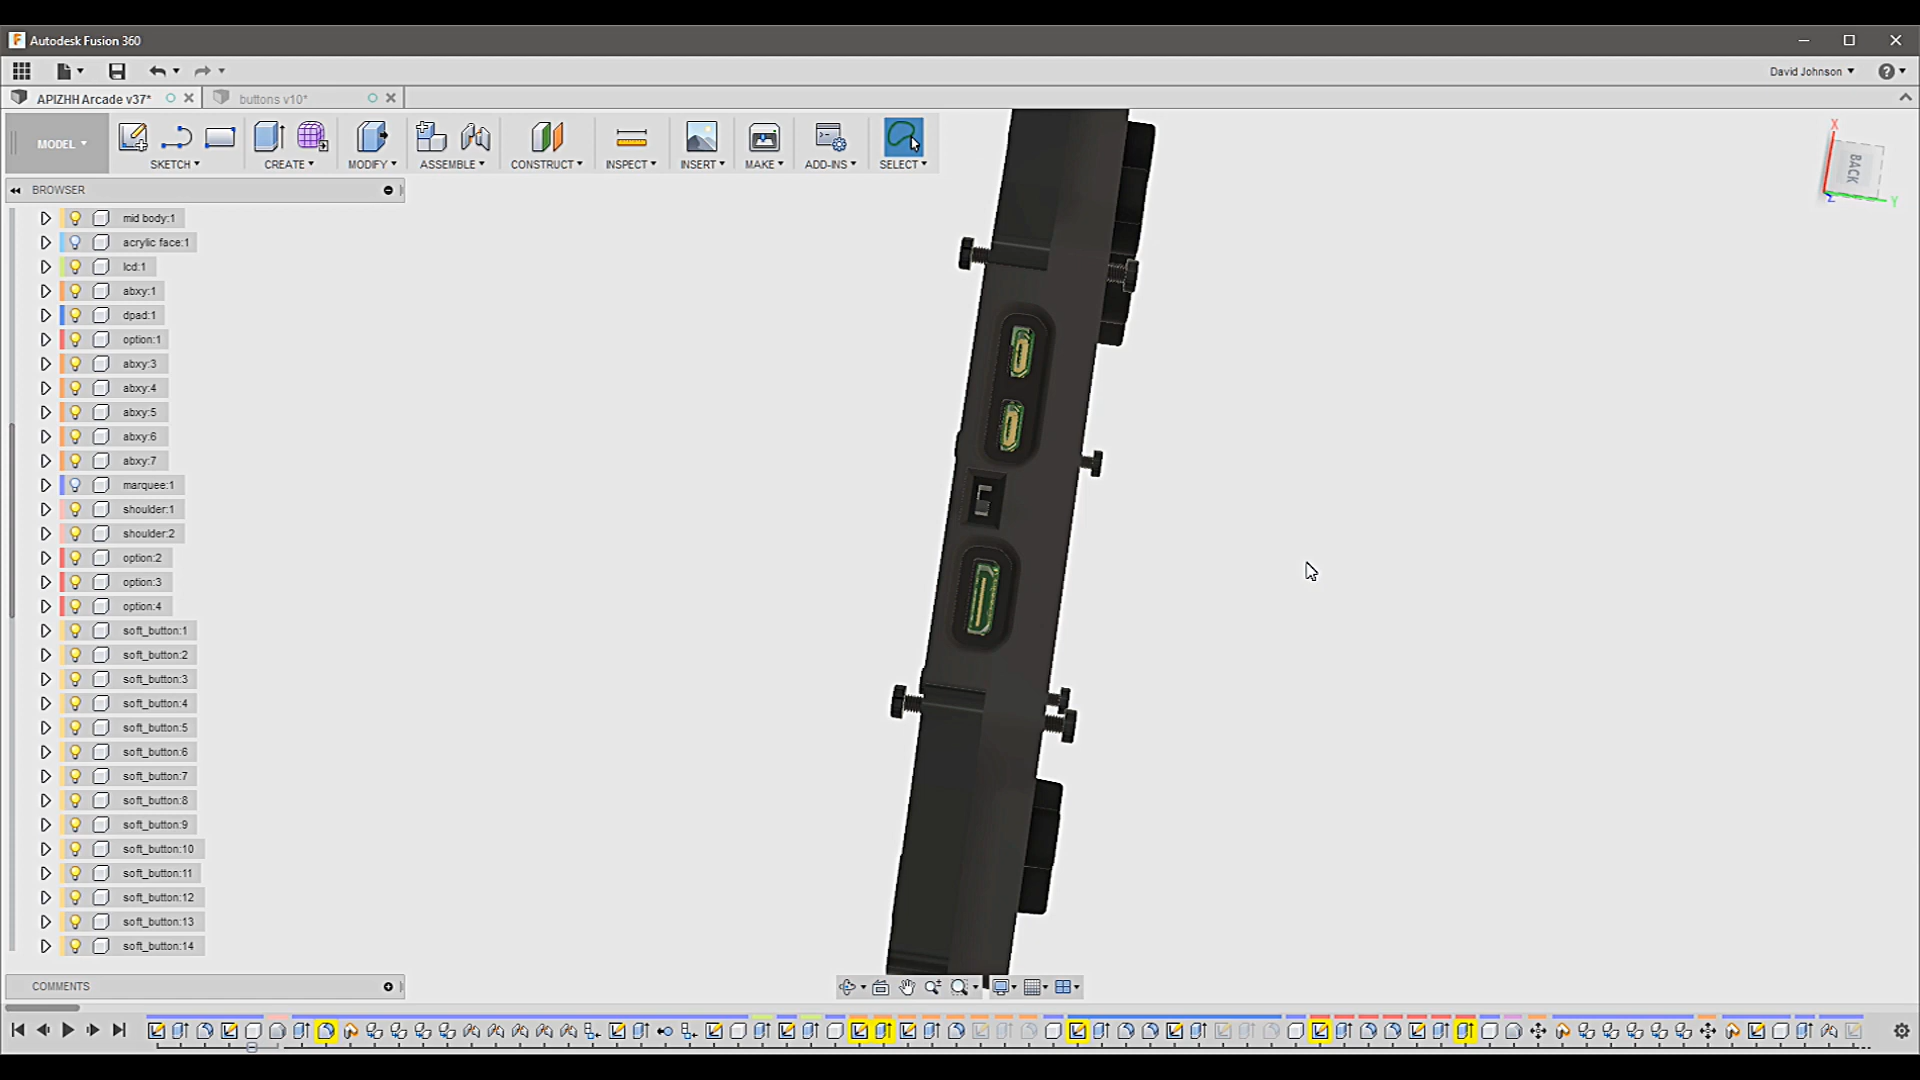 Autodesk Fusion 360
David Johnson
APIZHH Arcade v37*
buttons v10*
MODEL
SKETCH
CREATE
MODIFY
ASSEMBLE
CONSTRUCT
INSPECT
INSERT
MAKE
ADD-INS
SELECT
X
BACK
Z
Y
BROWSER
mid body:1
acrylic face:1
lcd:1
abxy:1
dpad:1
option:1
abxy:3
abxy:4
abxy:5
abxy:6
abxy:7
marquee:1
shoulder:1
shoulder:2
option:2
option:3
option:4
soft_button:1
soft_button:2
soft_button:3
soft_button:4
soft_button:5
soft_button:6
soft_button:7
soft_button:8
soft_button:9
soft_button:10
soft_button:11
soft_button:12
soft_button:13
soft_button:14
COMMENTS